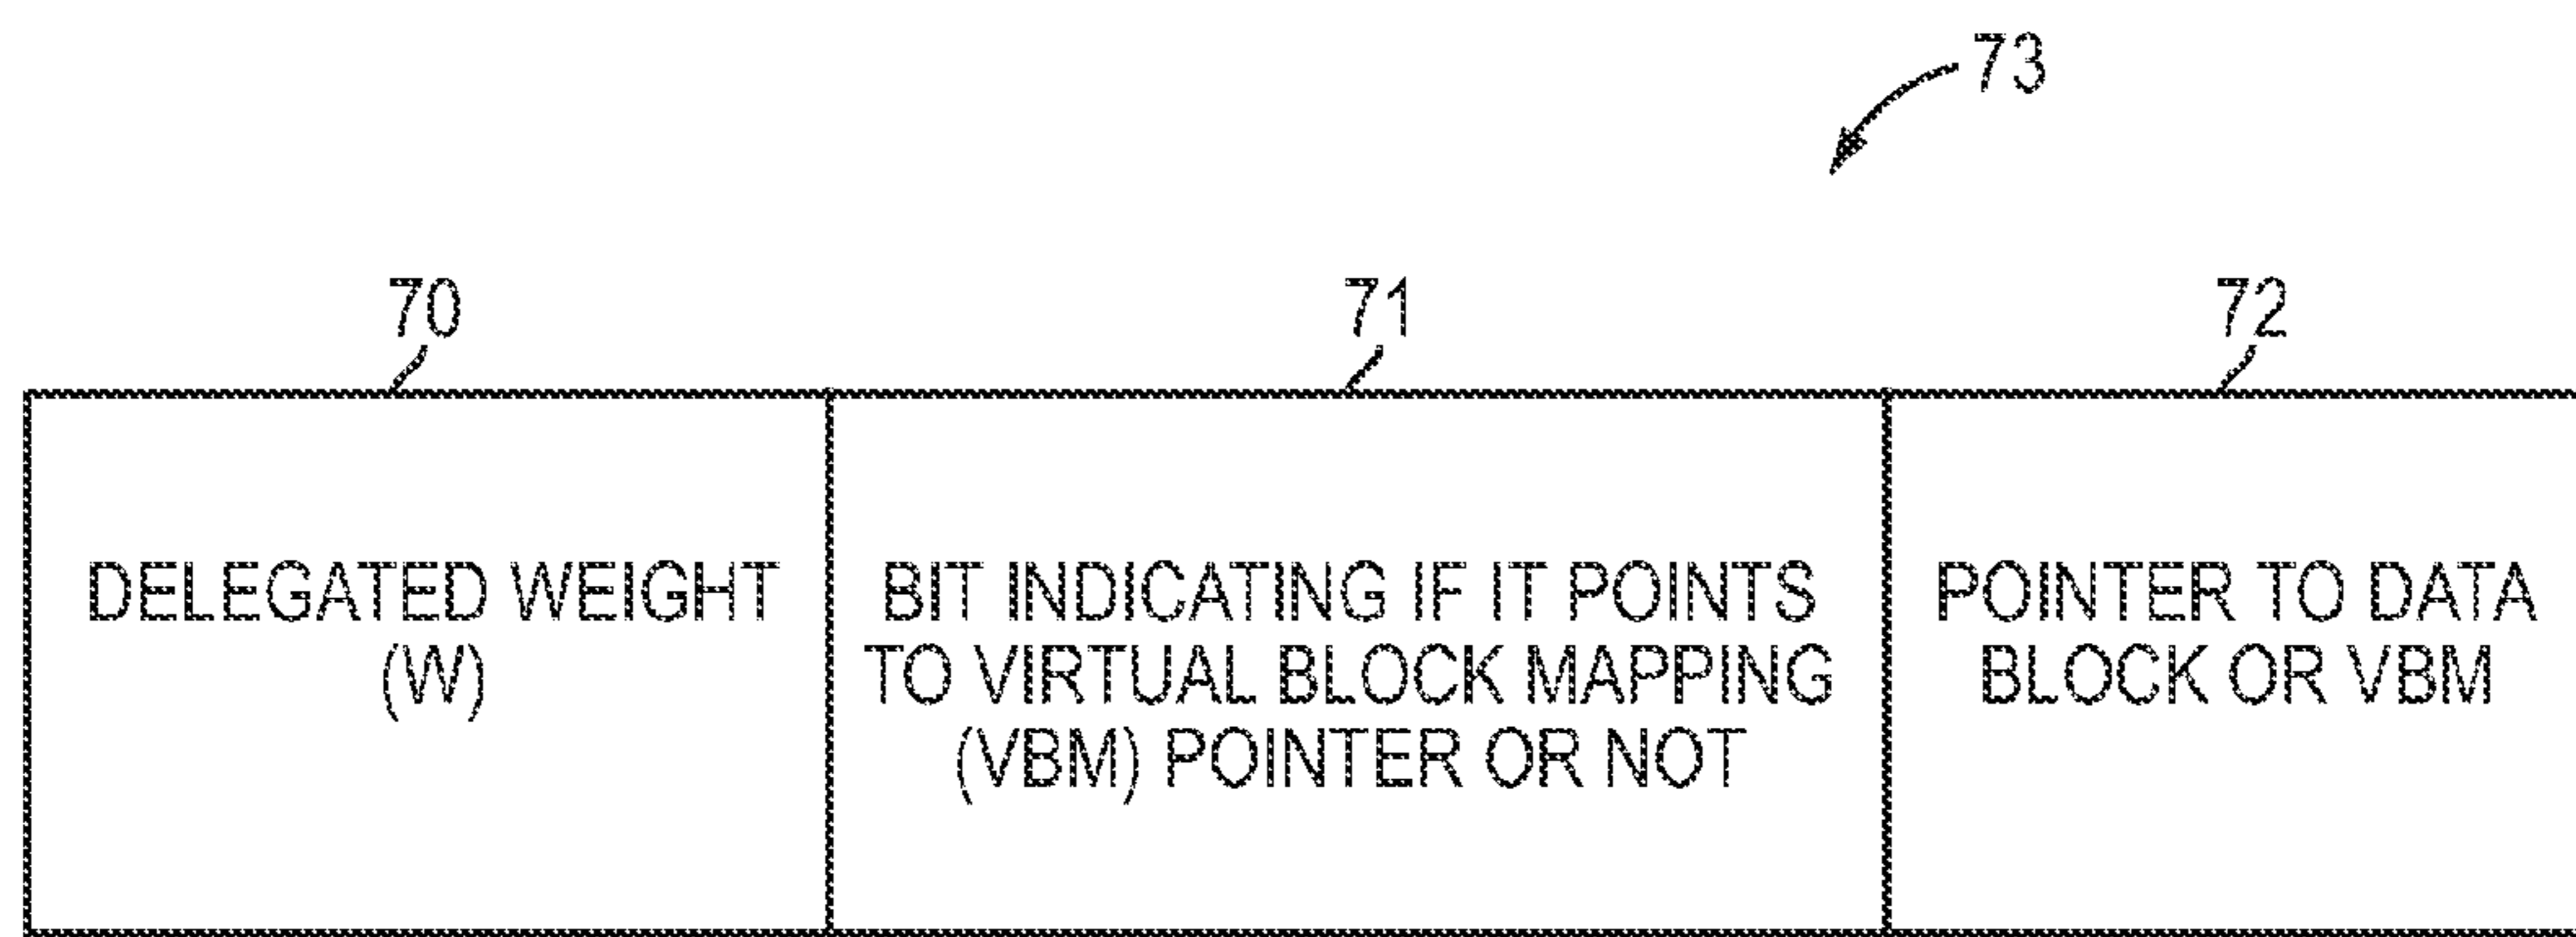 73
70
71
72
DELEGATED WEIGHT
(W)
BIT INDICATING IF IT POINTS
TO VIRTUAL BLOCK MAPPING
(VBM) POINTER OR NOT
POINTER TO DATA
BLOCK OR VBM